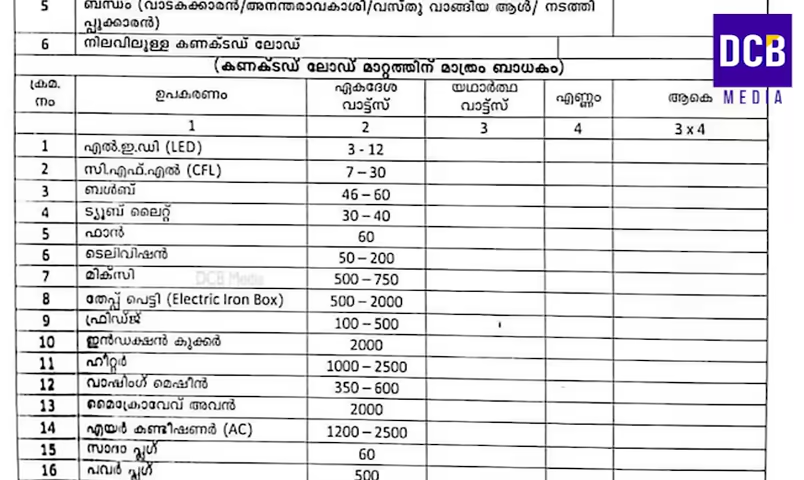 5 ബന്ധം (വാടകക്കാരൻ/അനന്തരാവകാശി/വസ്തു വാങ്ങിയ ആൾ/ നടത്തി
പ്പുകാരൻ)
6 നിലവിലുള്ള കണക്ടഡ് ലോഡ്
(കണക്ടഡ് ലോഡ് മാറ്റത്തിന് മാത്രം ബാധകം)
ക്രമ. നം ഉപകരണം ഏകദേശ വാട്ട്സ് യഥാർത്ഥ വാട്ട്സ് എണ്ണം ആകെ
1 2 3 4 3 x 4
1 എൽ.ഇ.ഡി (LED) 3 - 12
2 സി.എഫ്.എൽ (CFL) 7 – 30
3 ബൾബ് 46 – 60
4 ട്യൂബ് ലൈറ്റ് 30 – 40
5 ഫാൻ 60
6 ടെലിവിഷൻ 50 – 200
7 മിക്സി 500 – 750
8 തേപ്പ് പെട്ടി (Electric Iron Box) 500 – 2000
9 ഫ്രിഡ്ജ് 100 – 500
10 ഇൻഡക്ഷൻ കുക്കർ 2000
11 ഹീറ്റർ 1000 – 2500
12 വാഷിംഗ് മെഷീൻ 350 – 600
13 മൈക്രോവേവ് അവൻ 2000
14 എയർ കണ്ടീഷണർ (AC) 1200 – 2500
15 സാദാ പ്ലഗ് 60
16 പവർ പ്ലഗ് 500
DCB
MEDIA
DCB Media